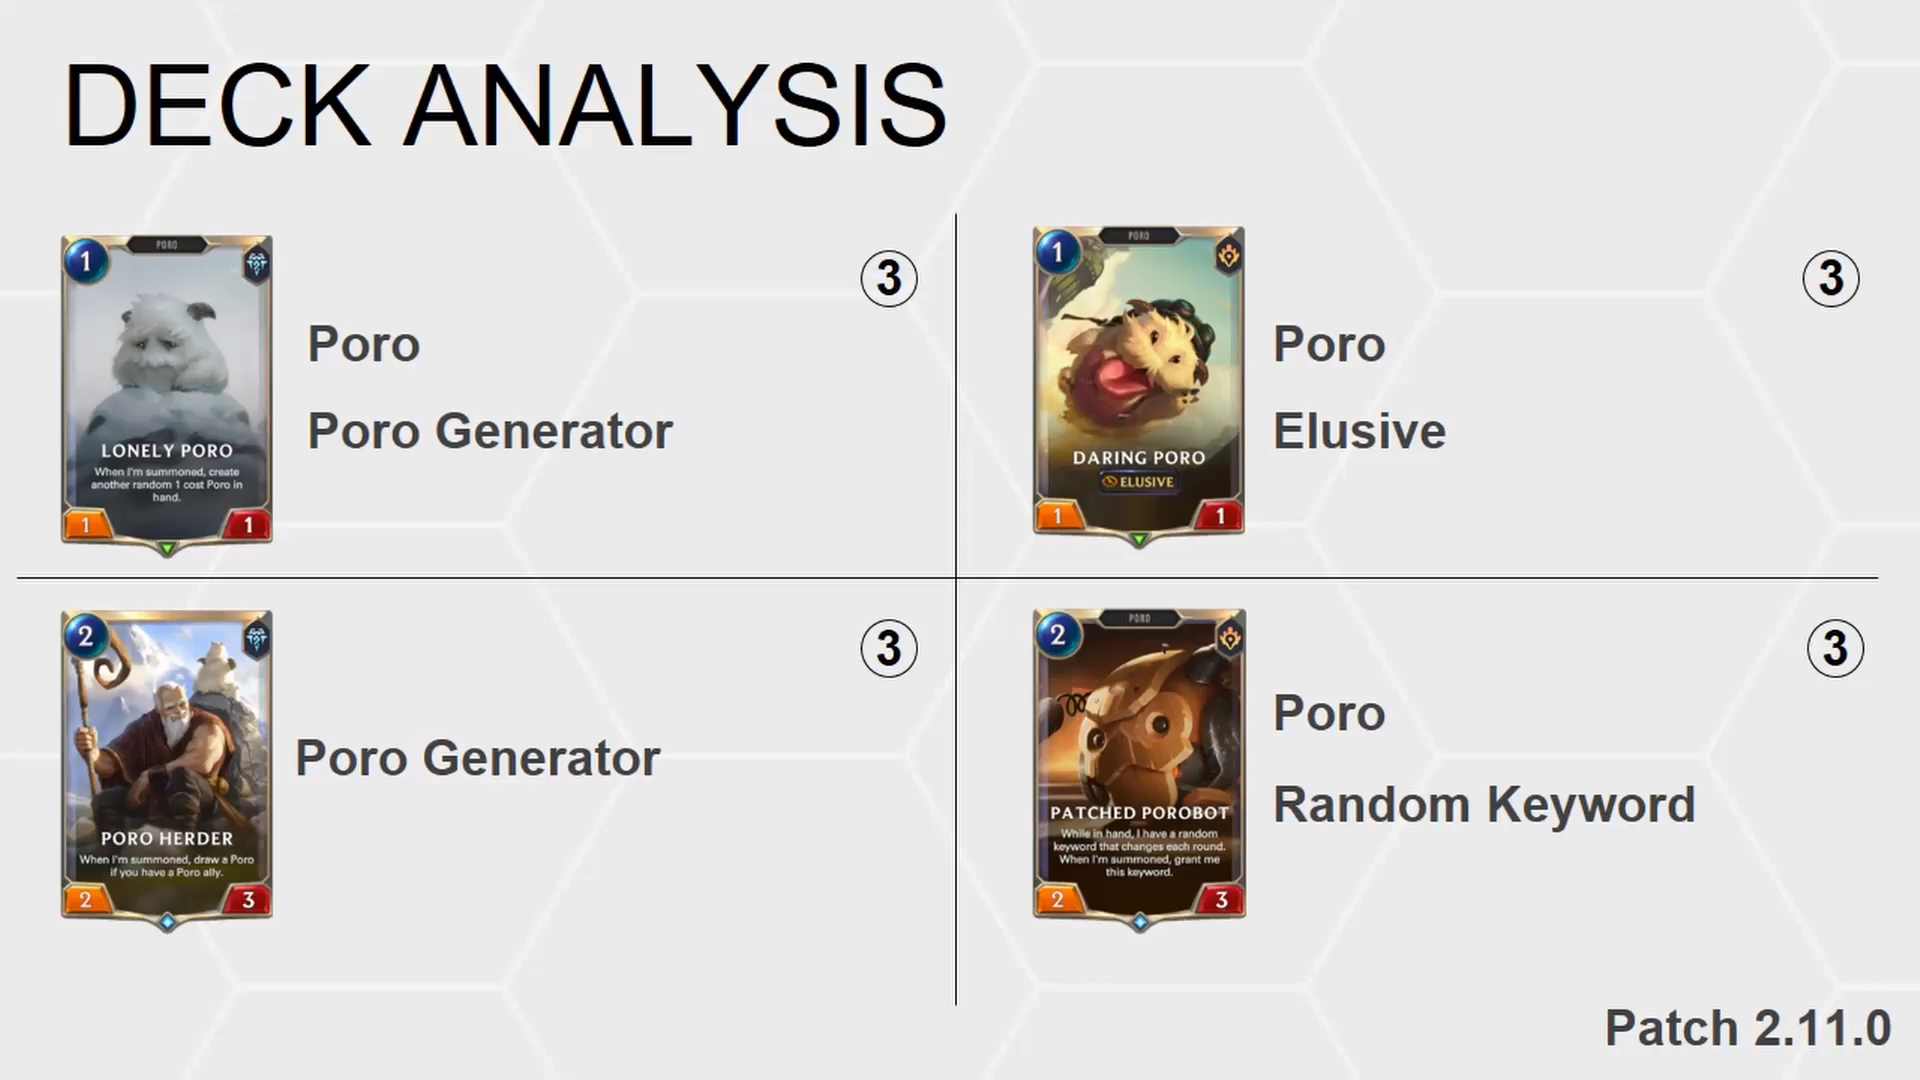 DECK ANALYSIS
1
PORO
LONELY PORO
When I'm summoned, create
another random 1 cost Poro in
hand.
1
1
Poro
Poro Generator
3
1
PORO
DARING PORO
ELUSIVE
1
1
Poro
Elusive
3
2
PORO HERDER
When I'm summoned, draw a Poro
if you have a Poro ally.
2
3
Poro Generator
3
2
PORO
PATCHED POROBOT
While in hand, I have a random
keyword that changes each round.
When I'm summoned, grant me
this keyword.
2
3
Poro
Random Keyword
3
Patch 2.11.0